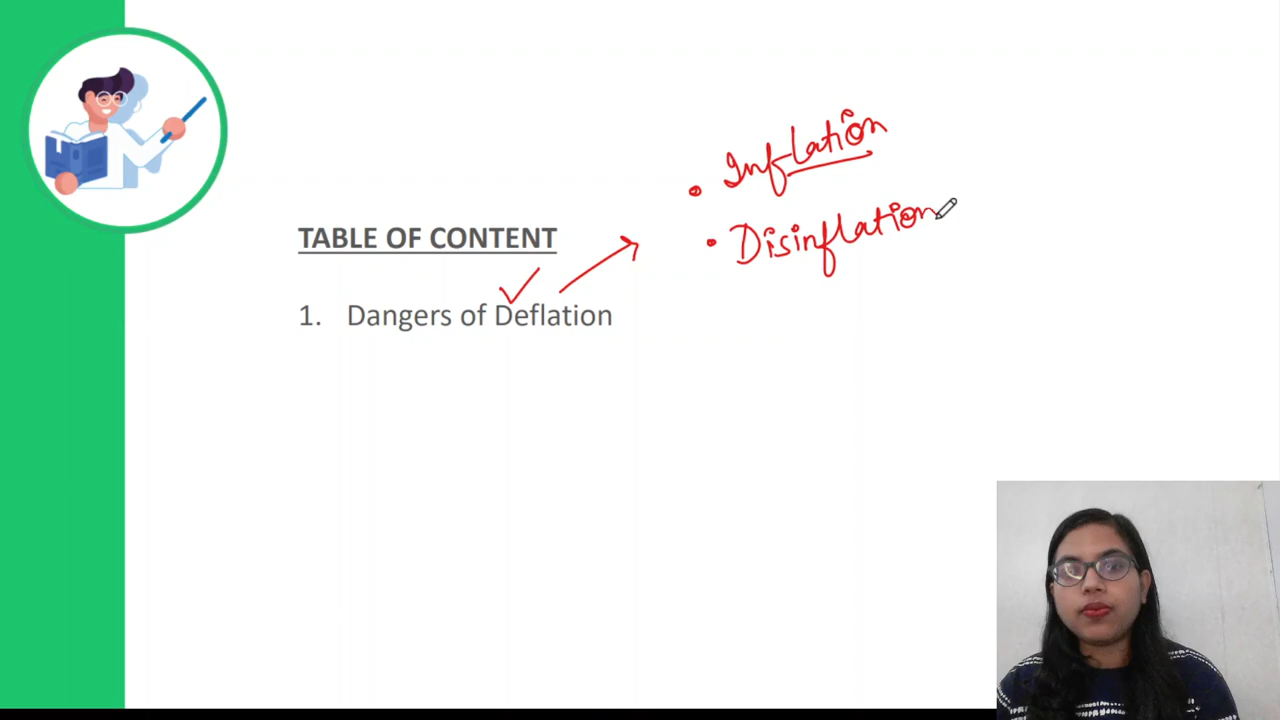 • Inflation
• Disinflation
TABLE OF CONTENT
1. Dangers of Deflation